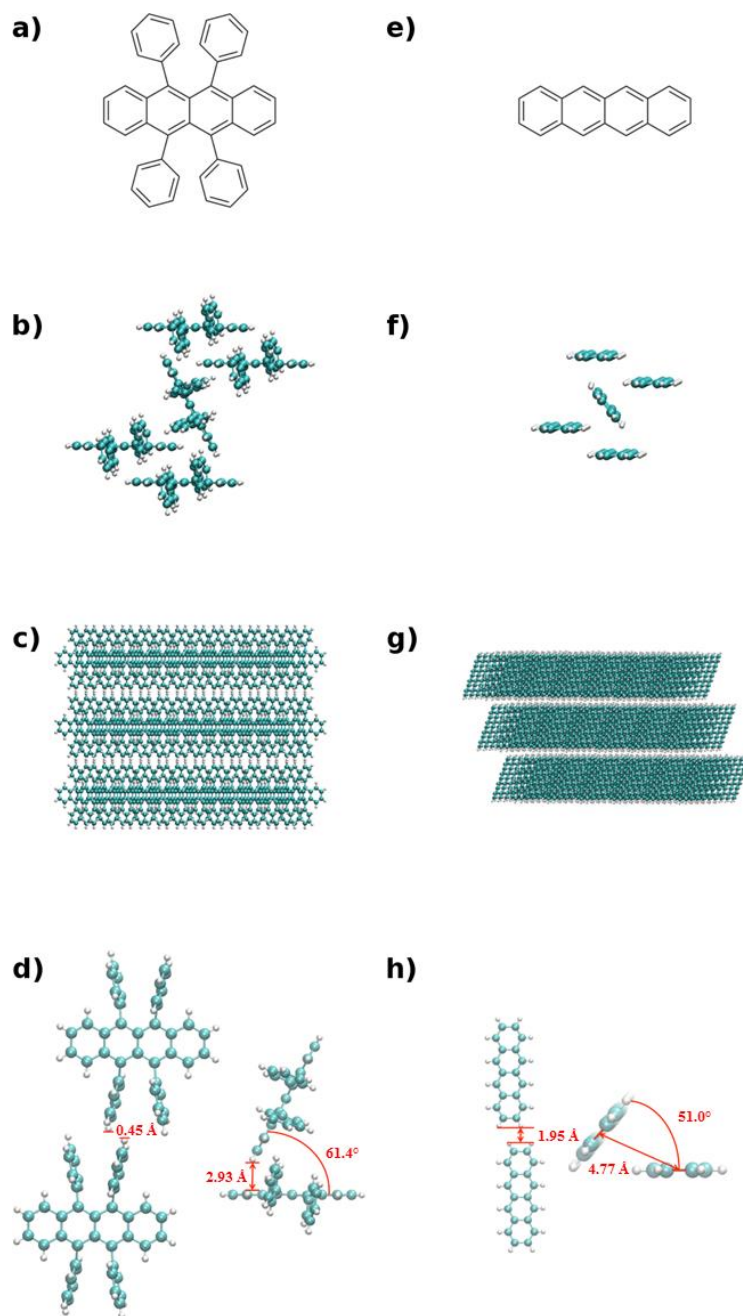 a)
e)
b)
f)
c)
g)
d)
h)
0.45 Å
2.93 Å
61.4°
1.95 Å
51.0°
4.77 Å